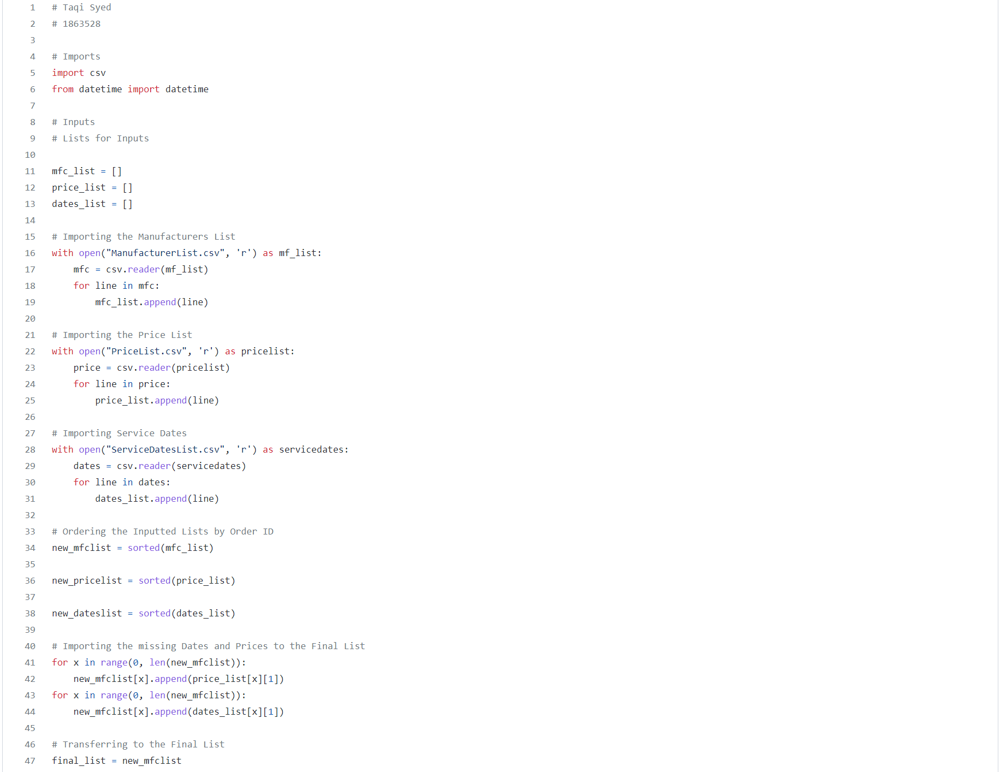 1 # Taqi Syed
2 # 1863528
3
4 # Imports
5 import csv
6 from datetime import datetime
7
8 # Inputs
9 # Lists for Inputs
10
11 mfc_list = []
12 price_list = []
13 dates_list = []
14
15 # Importing the Manufacturers List
16 with open("ManufacturerList.csv", 'r') as mf_list:
17     mfc = csv.reader(mf_list)
18     for line in mfc:
19         mfc_list.append(line)
20
21 # Importing the Price List
22 with open("PriceList.csv", 'r') as pricelist:
23     price = csv.reader(pricelist)
24     for line in price:
25         price_list.append(line)
26
27 # Importing Service Dates
28 with open("ServiceDatesList.csv", 'r') as servicedates:
29     dates = csv.reader(servicedates)
30     for line in dates:
31         dates_list.append(line)
32
33 # Ordering the Inputted Lists by Order ID
34 new_mfclist = sorted(mfc_list)
35
36 new_pricelist = sorted(price_list)
37
38 new_dateslist = sorted(dates_list)
39
40 # Importing the missing Dates and Prices to the Final List
41 for x in range(0, len(new_mfclist)):
42     new_mfclist[x].append(price_list[x][1])
43 for x in range(0, len(new_mfclist)):
44     new_mfclist[x].append(dates_list[x][1])
45
46 # Transferring to the Final List
47 final_list = new_mfclist